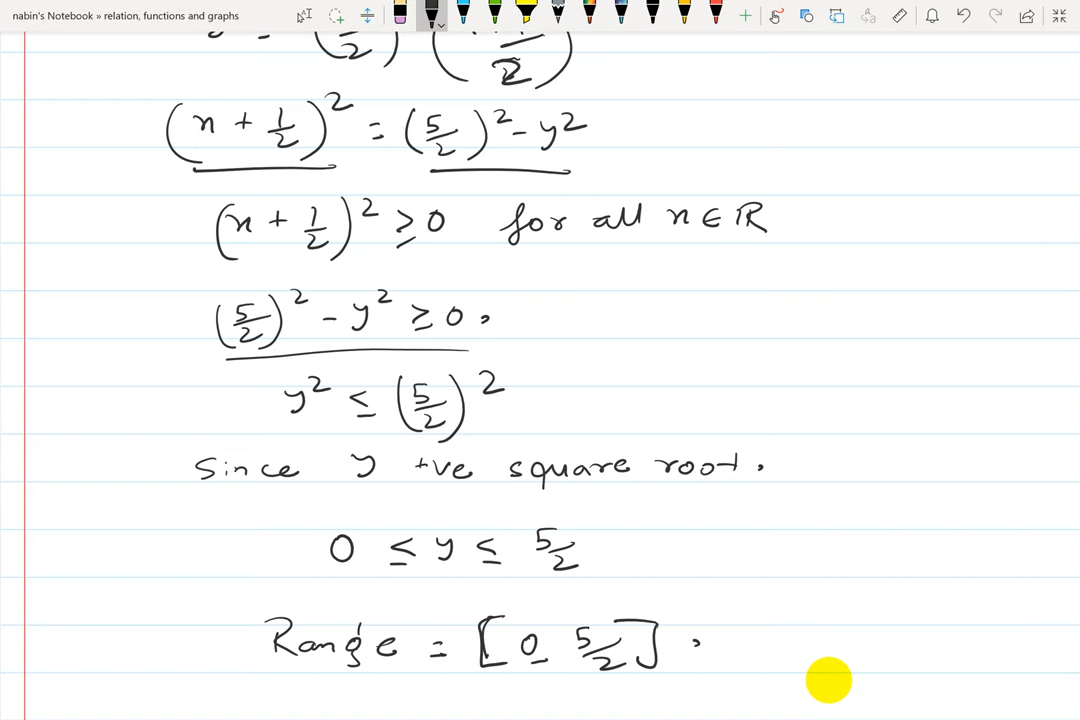 nabin's Notebook » relation, functions and graphs
(x + 1/2)² = (5/2)² - y²
(x + 1/2)² ≥ 0 for all x ∈ ℝ
(5/2)² - y² ≥ 0,
y² ≤ (5/2)²
Since y +ve square root.
0 ≤ y ≤ 5/2
Range = [0 5/2],